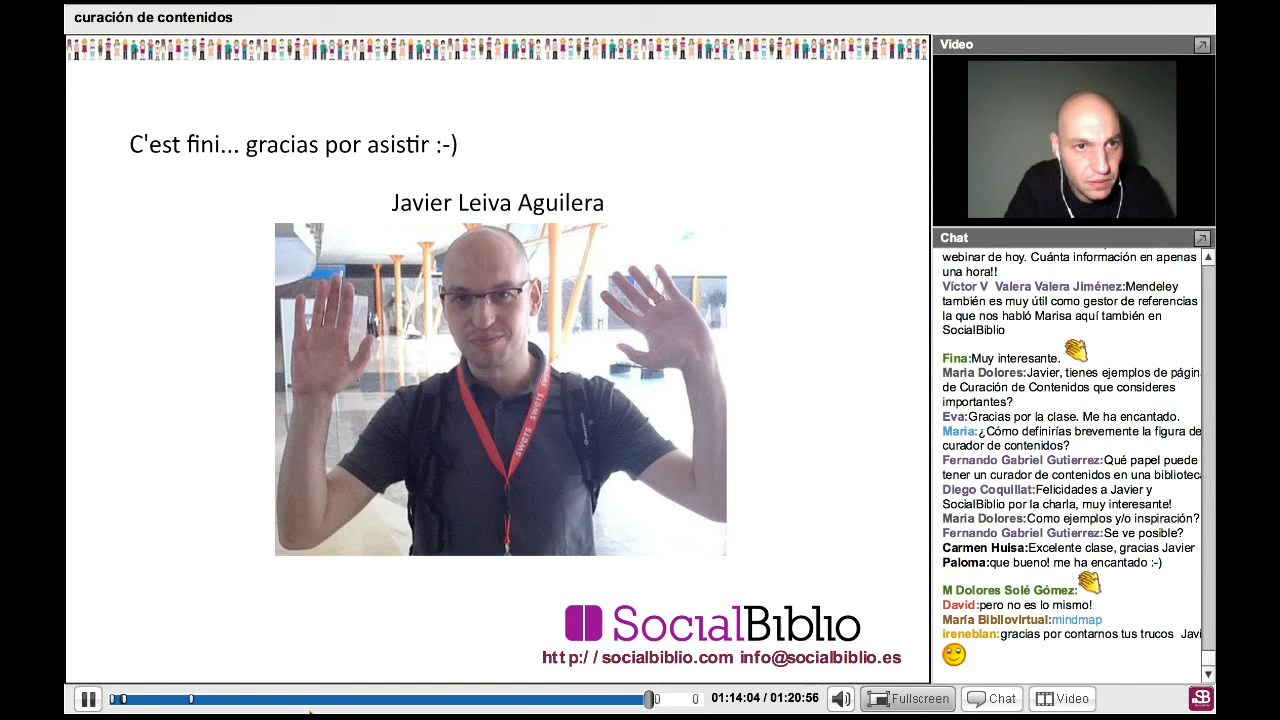 curación de contenidos
C'est fini... gracias por asistir :-)
Javier Leiva Aguilera
swets swets
SocialBiblio
http://socialbiblio.com info@socialbiblio.es
Video
Chat
webinar de hoy. Cuánta información en apenas
una hora!!
Víctor V Valera Valera Jiménez:Mendeley
también es muy útil como gestor de referencias
la que nos habló Marisa aquí también en
SocialBiblio
Fina:Muy interesante.
Maria Dolores:Javier, tienes ejemplos de págin
de Curación de Contenidos que consideres
importantes?
Eva:Gracias por la clase. Me ha encantado.
Maria:¿Cómo definirías brevemente la figura de
curador de contenidos?
Fernando Gabriel Gutierrez:Qué papel puede
tener un curador de contenidos en una biblioteca
Diego Coquillat:Felicidades a Javier y
SocialBiblio por la charla, muy interesante!
Maria Dolores:Como ejemplos y/o inspiración?
Fernando Gabriel Gutierrez:Se ve posible?
Carmen Huisa:Excelente clase, gracias Javier
Paloma:que bueno! me ha encantado :-)
M Dolores Solé Gómez:
David:pero no es lo mismo!
María Bibliovirtual:mindmap
ireneblan:gracias por contarnos tus trucos Javi
01:14:04 / 01:20:56
Fullscreen
Chat
Video
SB